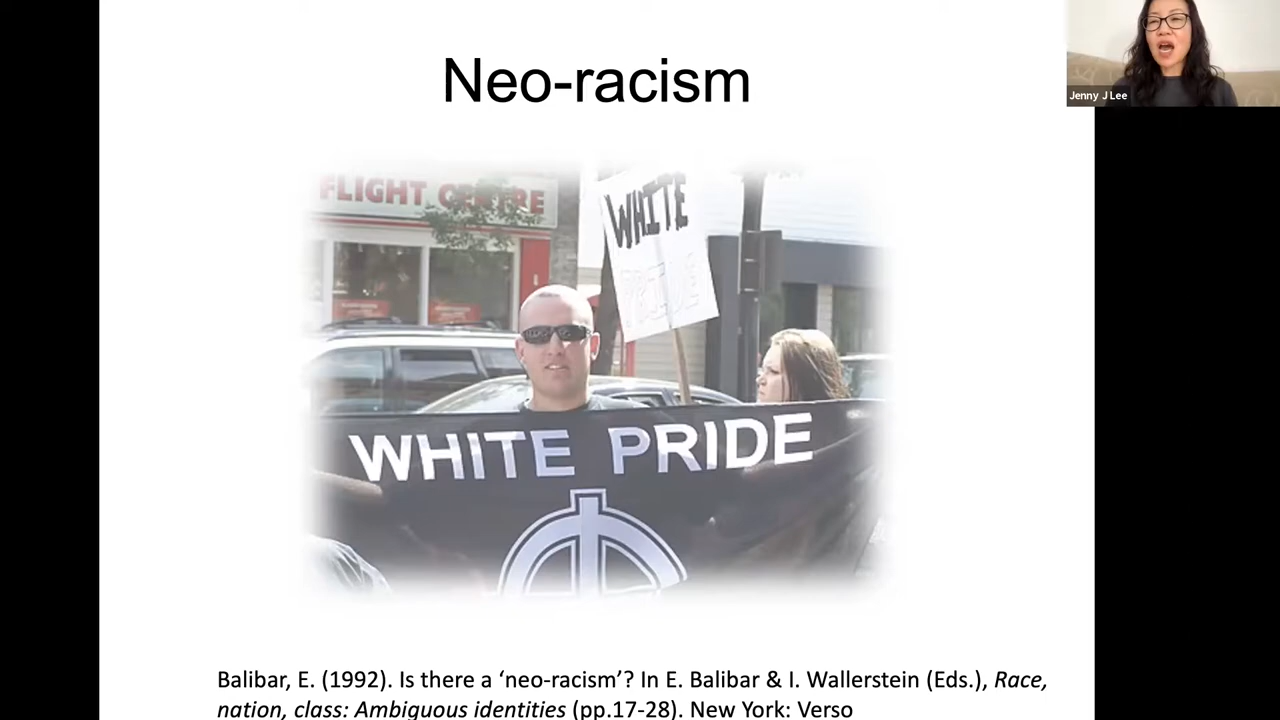 Neo-racism
Jenny J Lee
FLIGHT CENTRE
WHITE
PRIDE
WHITE PRIDE
Balibar, E. (1992). Is there a ‘neo-racism’? In E. Balibar & I. Wallerstein (Eds.), Race,
nation, class: Ambiguous identities (pp.17-28). New York: Verso